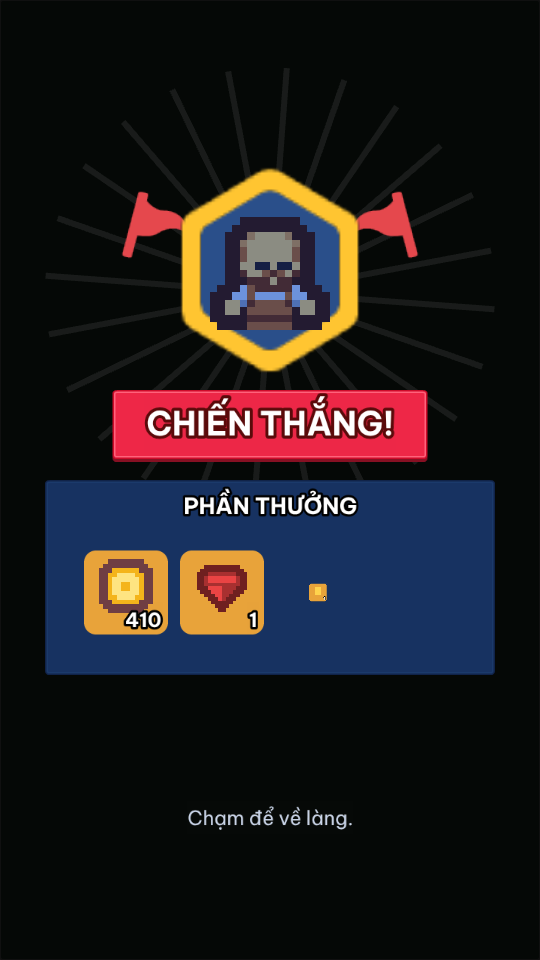 CHIẾN THẮNG!
PHẦN THƯỞNG
410
1
Chạm để về làng.